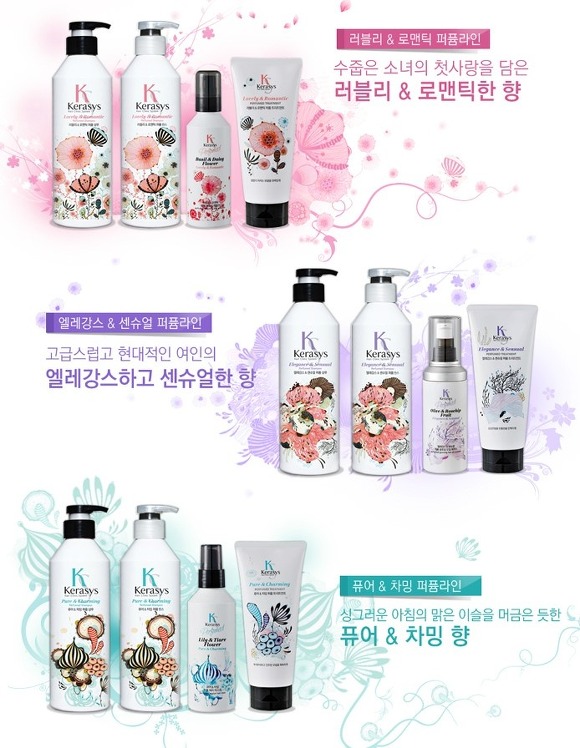 러블리 & 로맨틱 퍼퓸라인
수줍은 소녀의 첫사랑을 담은
러블리 & 로맨틱한 향
K
Kerasys
Lovely & Romantic
K
Kerasys
Lovely & Romantic
K
Kerasys
Basil & Daisy
Flower
K
Kerasys
Lovely & Romantic
엘레강스 & 센슈얼 퍼퓸라인
고급스럽고 현대적인 여인의
엘레강스하고 센슈얼한 향
K
Kerasys
Elegance & Sensual
K
Kerasys
Elegance & Sensual
Olive & Rosehip
Fruit
Kerasys
Elegance & Sensual
퓨어 & 차밍 퍼퓸라인
싱그러운 아침의 맑은 이슬을 머금은 듯한
퓨어 & 차밍 향
K
Kerasys
Pure & Charming
K
Kerasys
Pure & Charming
Lily & Tiare
Flower
K
Kerasys
Pure & Charming